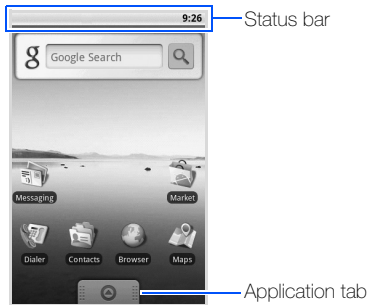 9:26
Status bar
g
Google Search
Messaging
Market
Dialer
Contacts
Browser
Maps
Application tab